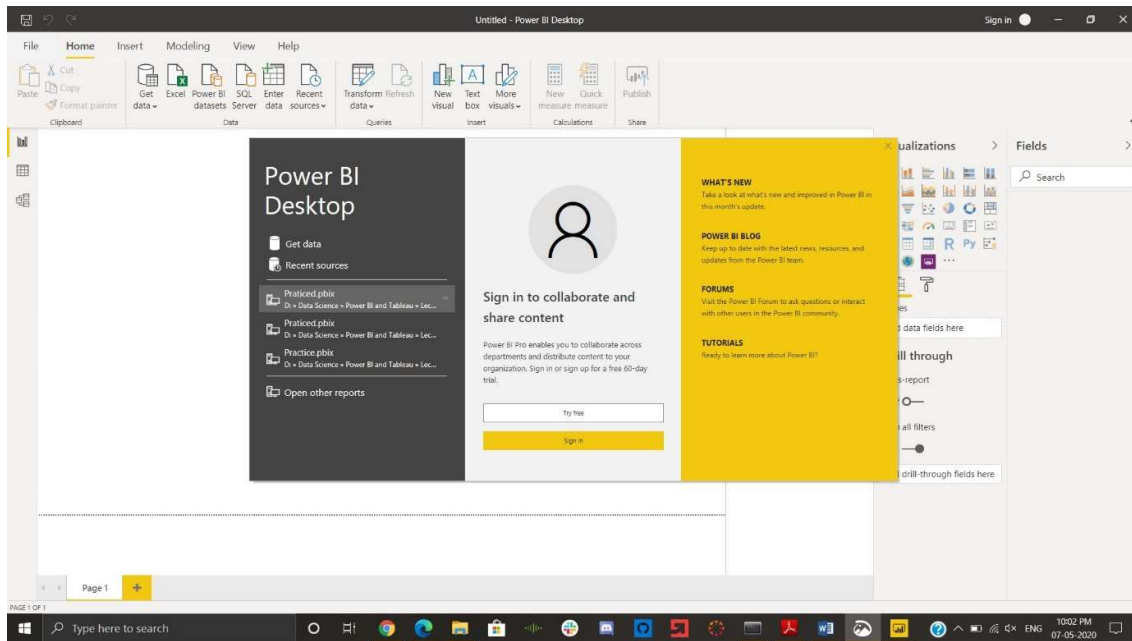 Untitled - Power BI Desktop
Sign in
File Home Insert Modeling View Help
Paste
Cut
Copy
Format painter
Clipboard
Get data
Excel
Power BI datasets
SQL Server
Enter data
Recent sources
Data
Transform data
Refresh
Queries
New visual
Text box
More visuals
Insert
New measure
Quick measure
Calculations
Publish
Share
Power BI
Desktop
Get data
Recent sources
Praticed.pbix
D: » Data Science » Power BI and Tableau » Lec...
Praticed.pbix
D: » Data Science » Power BI and Tableau » Lec...
Practice.pbix
D: » Data Science » Power BI and Tableau » Lec...
Open other reports
Sign in to collaborate and
share content
Power BI Pro enables you to collaborate across
departments and distribute content to your
organization. Sign in or sign up for a free 60-day
trial.
Try free
Sign in
WHAT'S NEW
Take a look at what's new and improved in Power BI in
this month's update.
POWER BI BLOG
Keep up to date with the latest news, resources, and
updates from the Power BI team.
FORUMS
Visit the Power BI Forum to ask questions or interact
with other users in the Power BI community.
TUTORIALS
Ready to learn more about Power BI?
ualizations
R Py
es
data fields here
ill through
s-report
all filters
drill-through fields here
Fields
Search
Page 1
PAGE 1 OF 1
Type here to search
ENG
10:02 PM
07-05-2020